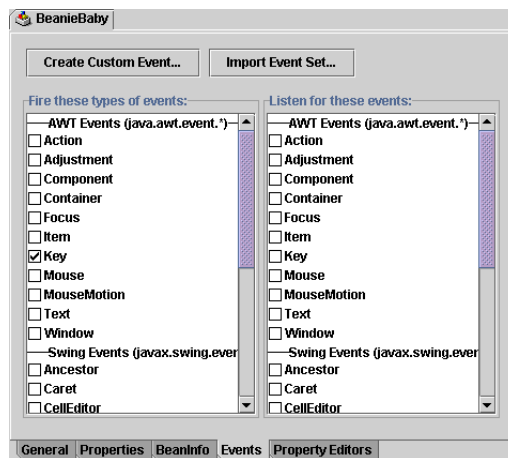 BeanieBaby
Create Custom Event... Import Event Set...
Fire these types of events:
AWT Events (java.awt.event.*)
Action
Adjustment
Component
Container
Focus
Item
Key
Mouse
MouseMotion
Text
Window
Swing Events (javax.swing.ever
Ancestor
Caret
CellEditor
Listen for these events:
AWT Events (java.awt.event.*)
Action
Adjustment
Component
Container
Focus
Item
Key
Mouse
MouseMotion
Text
Window
Swing Events (javax.swing.ever
Ancestor
Caret
CellEditor
General Properties BeanInfo Events Property Editors